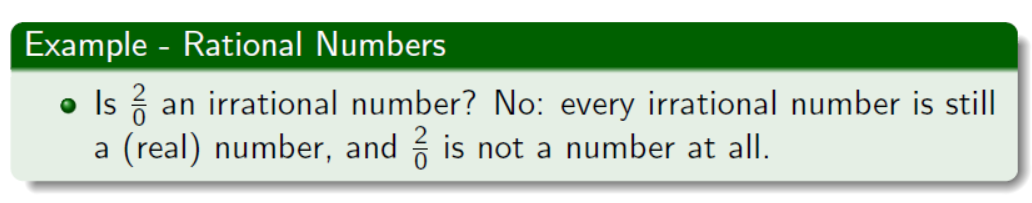 Example - Rational Numbers
Is 2/0 an irrational number? No: every irrational number is still
a (real) number, and 2/0 is not a number at all.